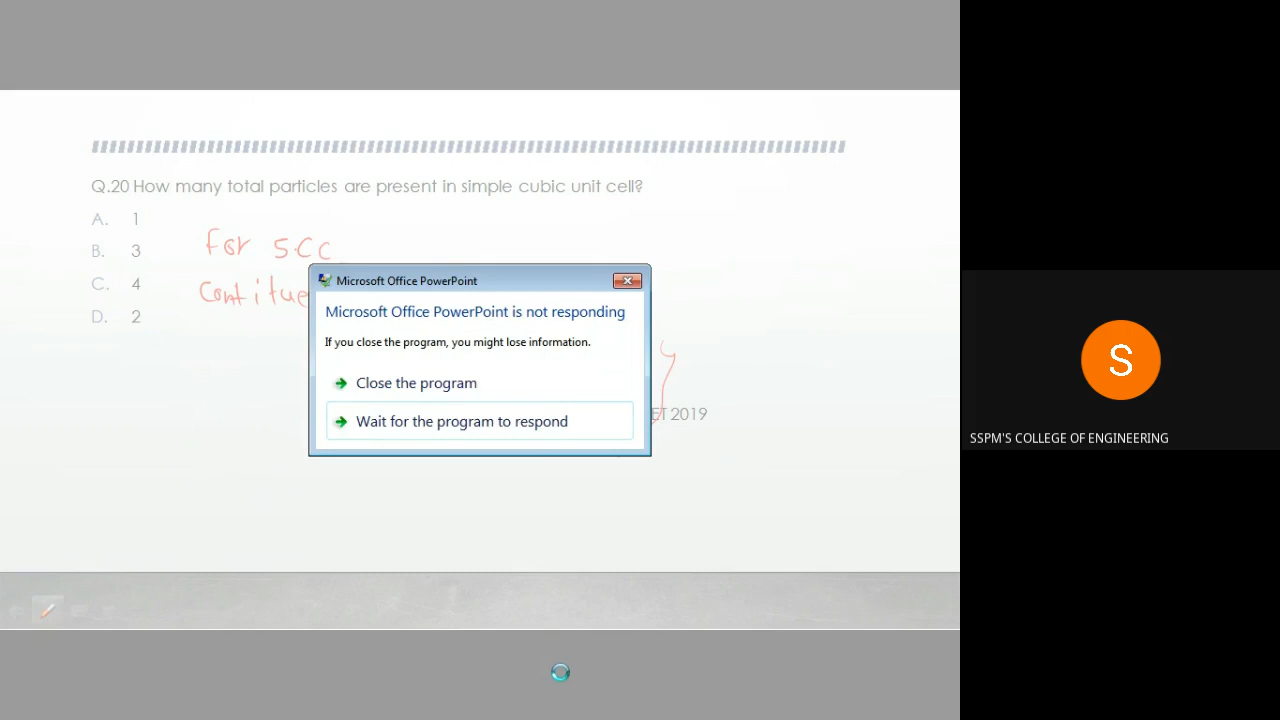 Q.20 How many total particles are present in simple cubic unit cell?
A. 1
B. 3
C. 4
D. 2
For S.C.C
Contitue
Microsoft Office PowerPoint
Microsoft Office PowerPoint is not responding
If you close the program, you might lose information.
Close the program
Wait for the program to respond
ET 2019
S
SSPM'S COLLEGE OF ENGINEERING